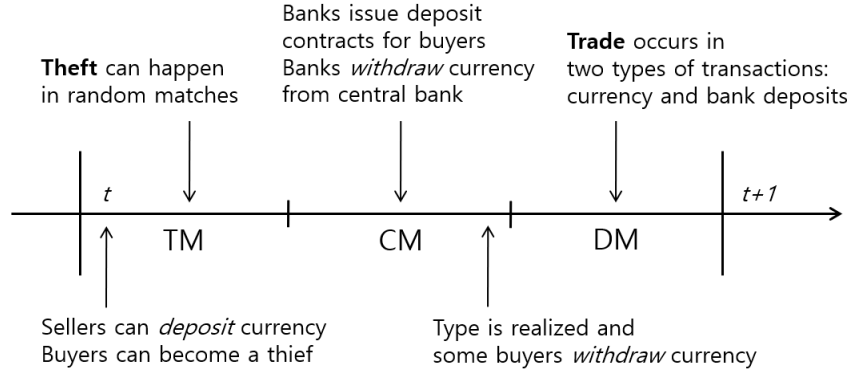 Banks issue deposit
contracts for buyers
Banks withdraw currency
from central bank
Theft can happen
in random matches
Trade occurs in
two types of transactions:
currency and bank deposits
t
t+1
TM
CM
DM
Sellers can deposit currency
Buyers can become a thief
Type is realized and
some buyers withdraw currency